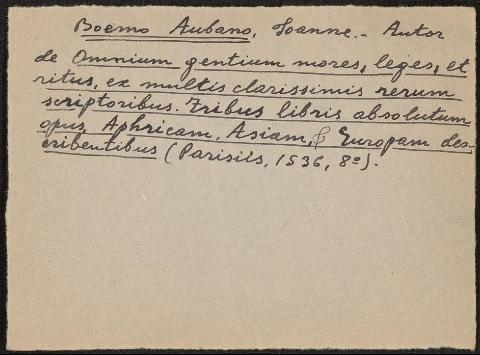 Boemo Aubano, Joanne.- Autor
de Omnium gentium mores, leges, et
ritus, ex multis clarissimis rerum
scriptoribus. Tribus libris absolutum
opus, Aphricam, Asiam, & Europam des-
cribentibus (Parisiis, 1536, 8º).